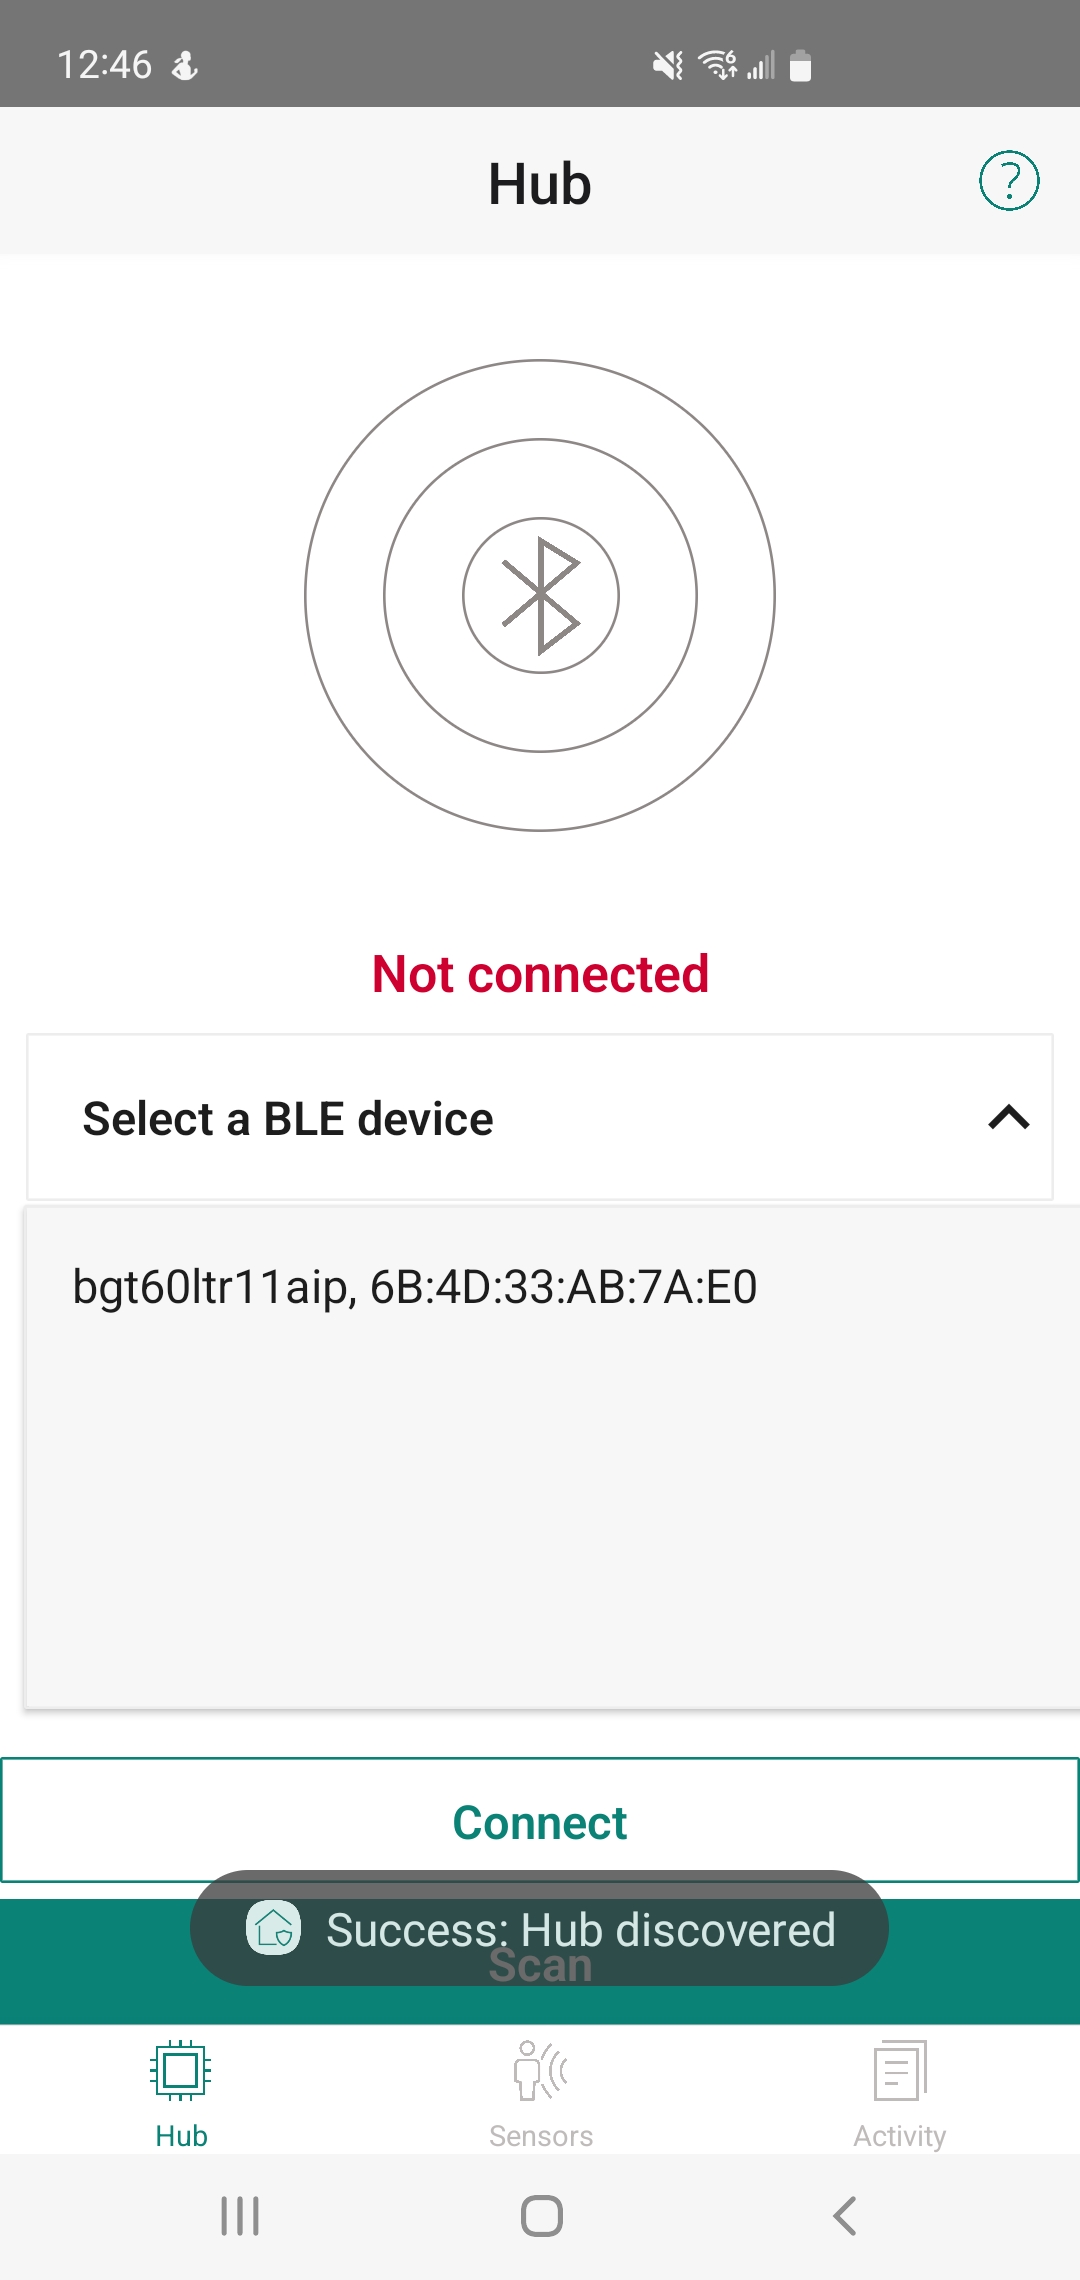 12:46
6
Hub
?
Not connected
Select a BLE device
bgt60ltr11aip, 6B:4D:33:AB:7A:E0
Connect
Success: Hub discovered
Scan
Hub
Sensors
Activity